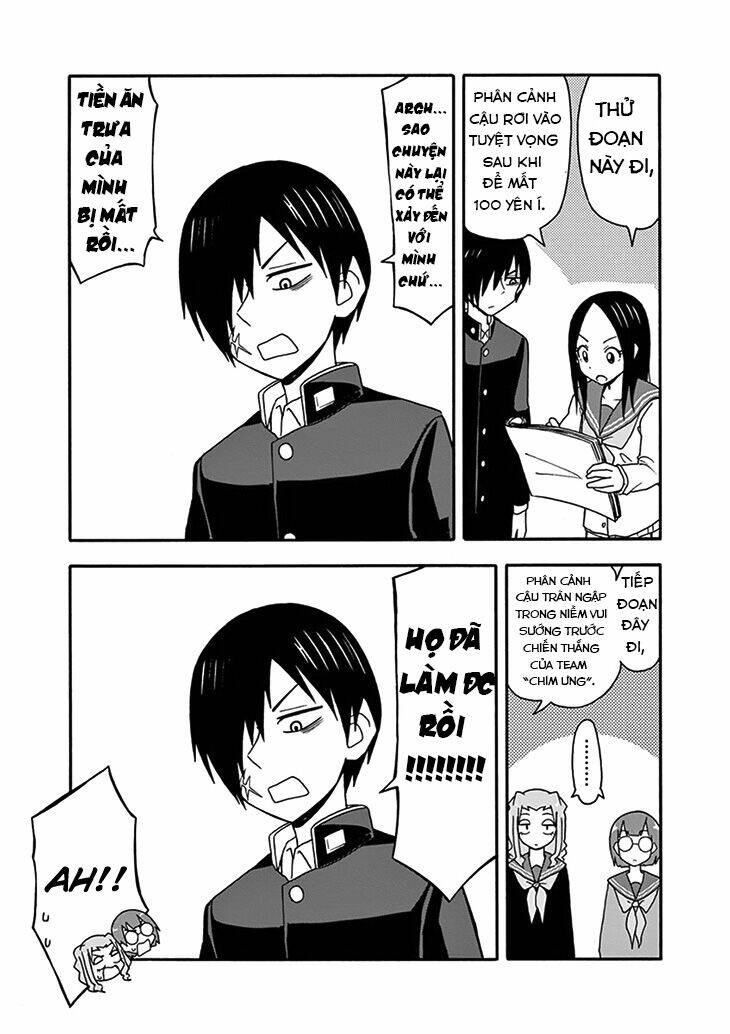 THỬ
ĐOẠN
NÀY ĐI,
PHÂN CẢNH
CẬU RƠI VÀO
TUYỆT VỌNG
SAU KHI
ĐỂ MẤT
100 YÊN Í.
ARGH...
SAO
CHUYỆN
NÀY LẠI
CÓ THỂ
XẢY ĐẾN
VỚI
MÌNH
CHỨ...
TIỀN ĂN
TRƯA
CỦA
MÌNH
BỊ MẤT
RỒI...
TIẾP
ĐOẠN
ĐÂY
ĐI,
PHÂN CẢNH
CẬU TRÀN NGẬP
TRONG NIỀM VUI
SƯỚNG TRƯỚC
CHIẾN THẮNG
CỦA TEAM
“CHIM ƯNG”.
.........
HỌ ĐÃ
LÀM ĐC
RỒI
!!!!!!!!!
AH!!